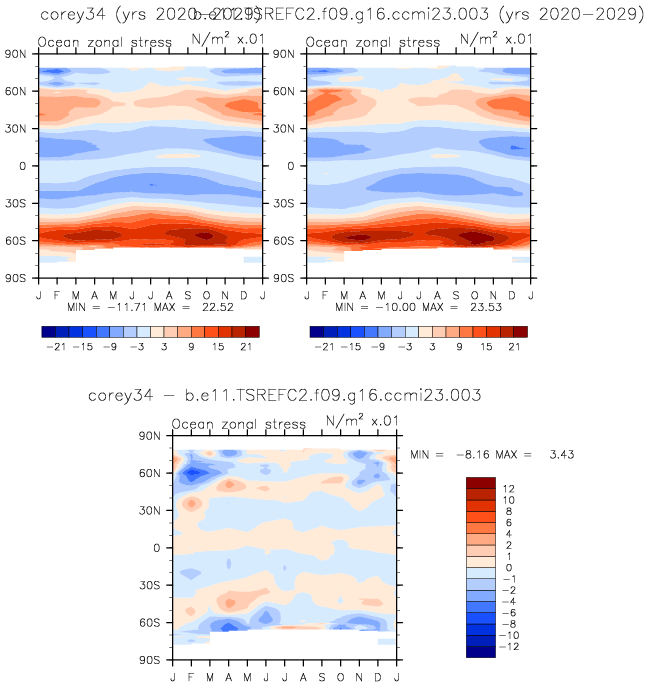 corey34 (yrs 2020-2029)
b.e11.TSREFC2.f09.g16.ccmi23.003 (yrs 2020-2029)
Ocean zonal stress N/m² x.01
Ocean zonal stress N/m² x.01
90N
60N
30N
0
30S
60S
90S
J F M A M J J A S O N D J
MIN = -11.71 MAX = 22.52
-21 -15 -9 -3 3 9 15 21
90N
60N
30N
0
30S
60S
90S
J F M A M J J A S O N D J
MIN = -10.00 MAX = 23.53
-21 -15 -9 -3 3 9 15 21
corey34 - b.e11.TSREFC2.f09.g16.ccmi23.003
Ocean zonal stress N/m² x.01
90N
60N
30N
0
30S
60S
90S
J F M A M J J A S O N D J
MIN = -8.16 MAX = 3.43
12
10
8
6
4
2
1
0
-1
-2
-4
-6
-8
-10
-12